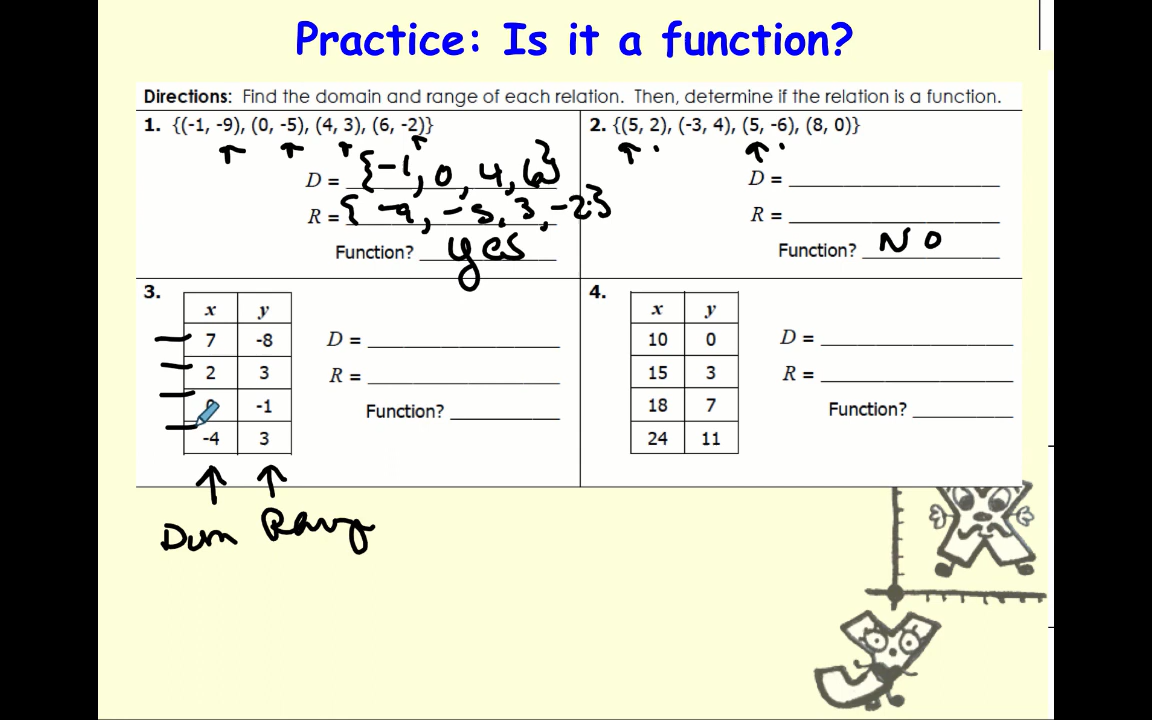 Practice: Is it a function?
Directions: Find the domain and range of each relation. Then, determine if the relation is a function.
1. {(-1, -9), (0, -5), (4, 3), (6, -2)}
D = {-1, 0, 4, 6}
R = {-9, -5, 3, -2}
Function? yes
2. {(5, 2), (-3, 4), (5, -6), (8, 0)}
D =
R =
Function? NO
3.
x y
7 -8
2 3
-1
-4 3
D =
R =
Function?
Dom Range
4.
x y
10 0
15 3
18 7
24 11
D =
R =
Function?